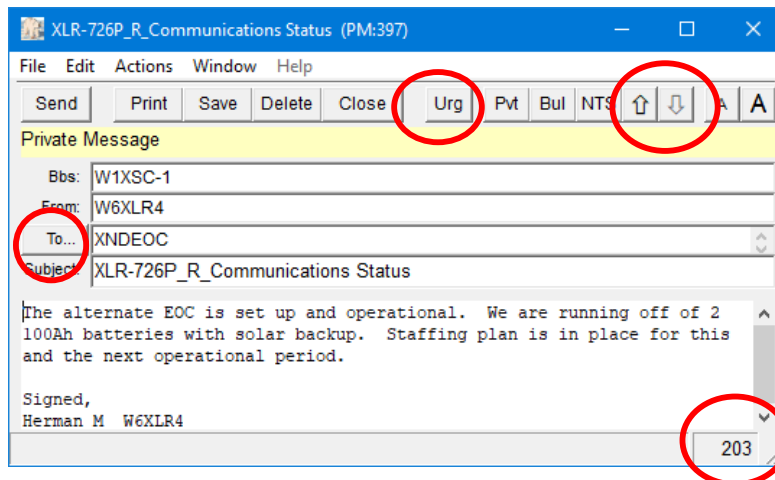 XLR-726P_R_Communications Status (PM:397)
File Edit Actions Window Help
Send Print Save Delete Close Urg Pvt Bul NTS A A
Private Message
Bbs: W1XSC-1
From: W6XLR4
To... XNDEOC
Subject: XLR-726P_R_Communications Status
The alternate EOC is set up and operational.  We are running off of 2
100Ah batteries with solar backup.  Staffing plan is in place for this
and the next operational period.
Signed,
Herman M  W6XLR4
203